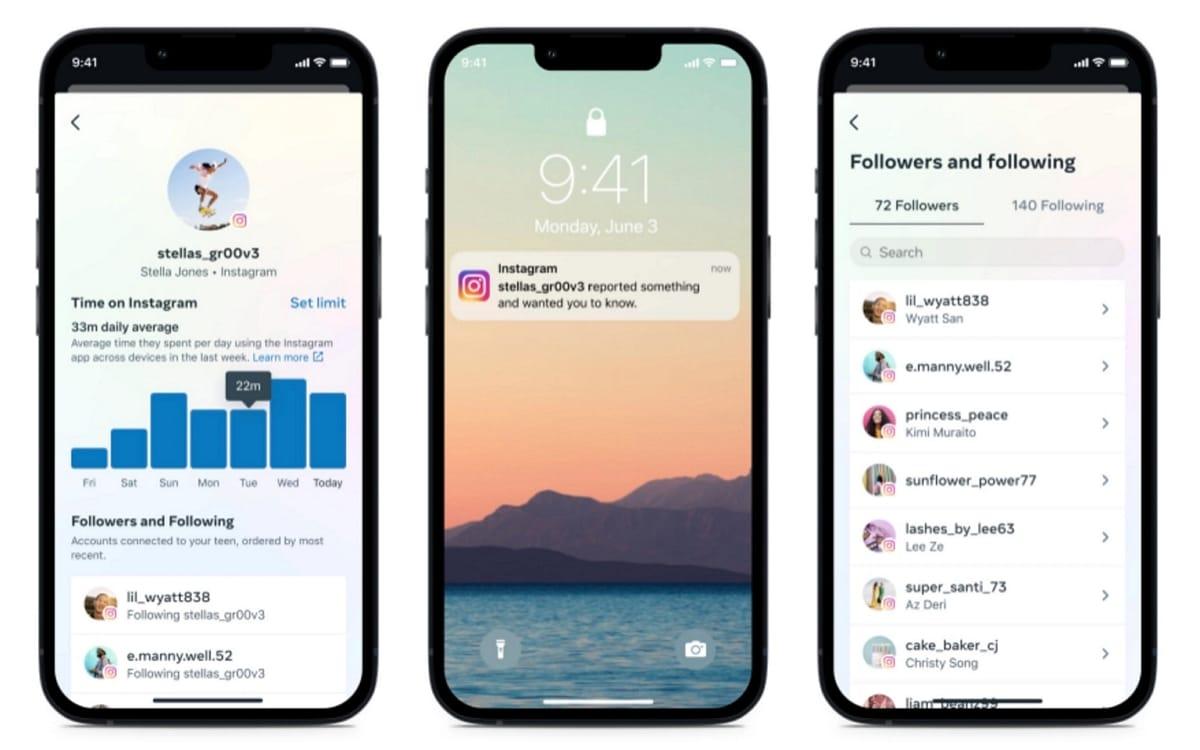 9:41
stellas_gr00v3
Stella Jones • Instagram
Time on Instagram Set limit
33m daily average
Average time they spent per day using the Instagram
app across devices in the last week. Learn more
22m
Fri Sat Sun Mon Tue Wed Today
Followers and Following
Accounts connected to your teen, ordered by most
recent.
lil_wyatt838
Following stellas_gr00v3
e.manny.well.52
Following stellas_gr00v3
9:41
9:41
Monday, June 3
Instagram now
stellas_gr00v3 reported something
and wanted you to know.
9:41
Followers and following
72 Followers 140 Following
Search
lil_wyatt838
Wyatt San
e.manny.well.52
princess_peace
Kimi Muraito
sunflower_power77
lashes_by_lee63
Lee Ze
super_santi_73
Az Deri
cake_baker_cj
Christy Song